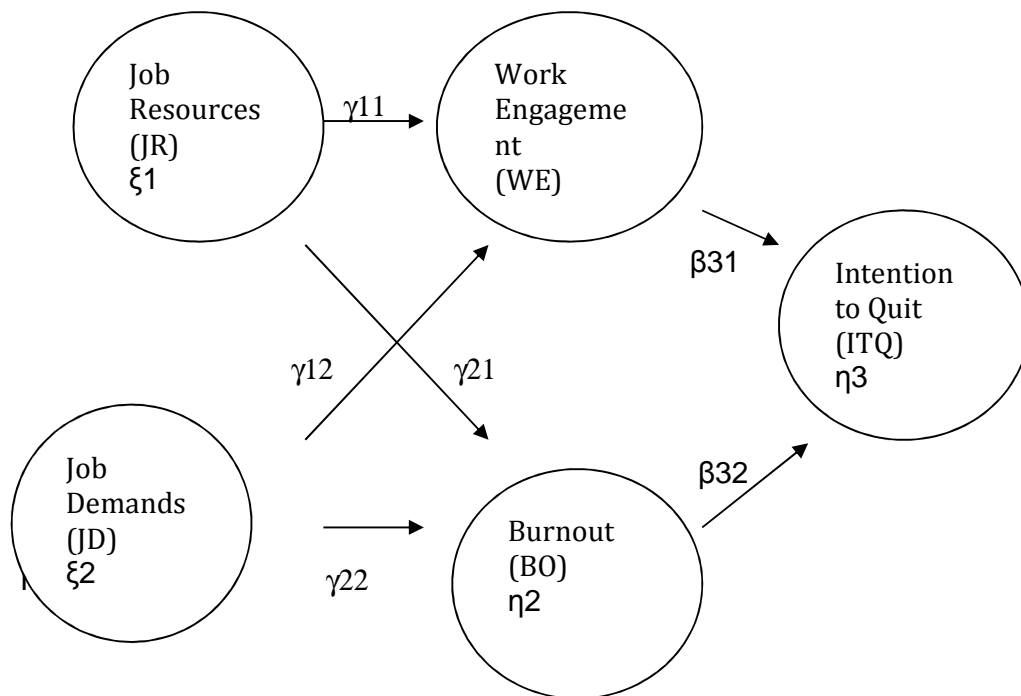 Job
Resources
(JR)
ξ1
γ11
Work
Engageme
nt
(WE)
β31
Intention
to Quit
(ITQ)
η3
γ12
γ21
Job
Demands
(JD)
ξ2
γ22
Burnout
(BO)
η2
β32